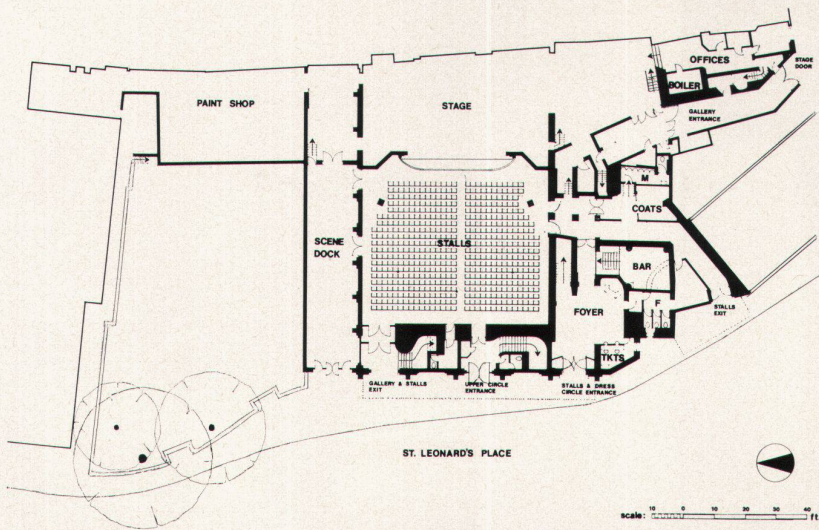 OFFICES
STAGE
DOOR
BOILER
PAINT SHOP
STAGE
GALLERY
ENTRANCE
M
COATS
SCENE
DOCK
STALLS
BAR
F
STALLS
EXIT
FOYER
TKTS
GALLERY & STALLS
EXIT
UPPER CIRCLE
ENTRANCE
STALLS & DRESS
CIRCLE ENTRANCE
ST. LEONARD'S PLACE
scale: 10 0 10 20 30 40 ft